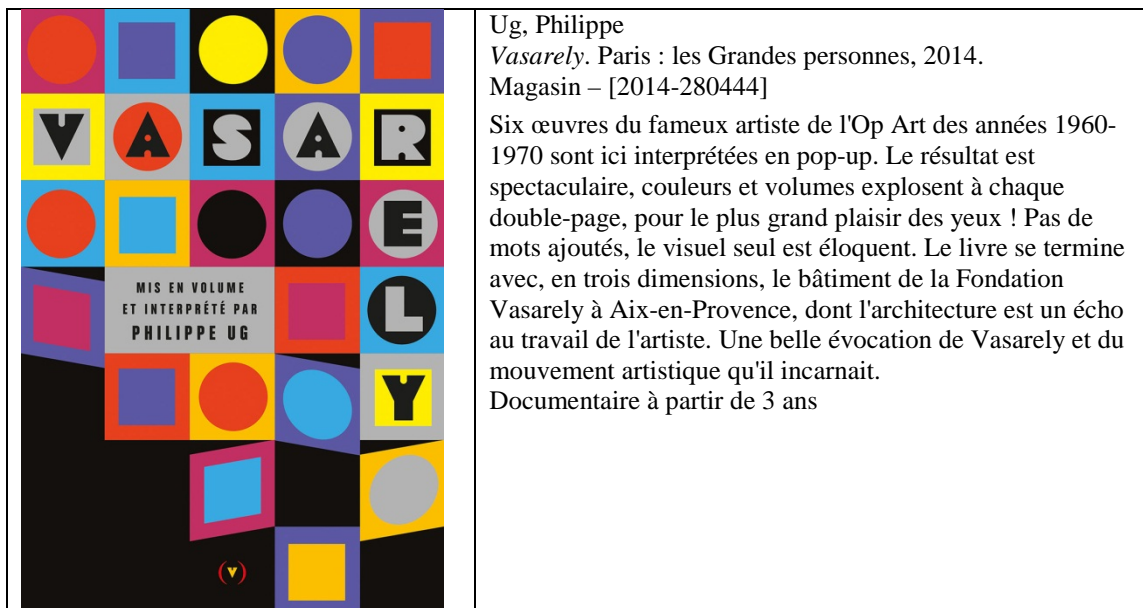 VASAR
E
MIS EN VOLUME
ET INTERPRÉTÉ PAR
PHILIPPE UG
L
Y
(v)
Ug, Philippe
Vasarely. Paris : les Grandes personnes, 2014.
Magasin – [2014-280444]
Six œuvres du fameux artiste de l'Op Art des années 1960-
1970 sont ici interprétées en pop-up. Le résultat est
spectaculaire, couleurs et volumes explosent à chaque
double-page, pour le plus grand plaisir des yeux ! Pas de
mots ajoutés, le visuel seul est éloquent. Le livre se termine
avec, en trois dimensions, le bâtiment de la Fondation
Vasarely à Aix-en-Provence, dont l'architecture est un écho
au travail de l'artiste. Une belle évocation de Vasarely et du
mouvement artistique qu'il incarnait.
Documentaire à partir de 3 ans